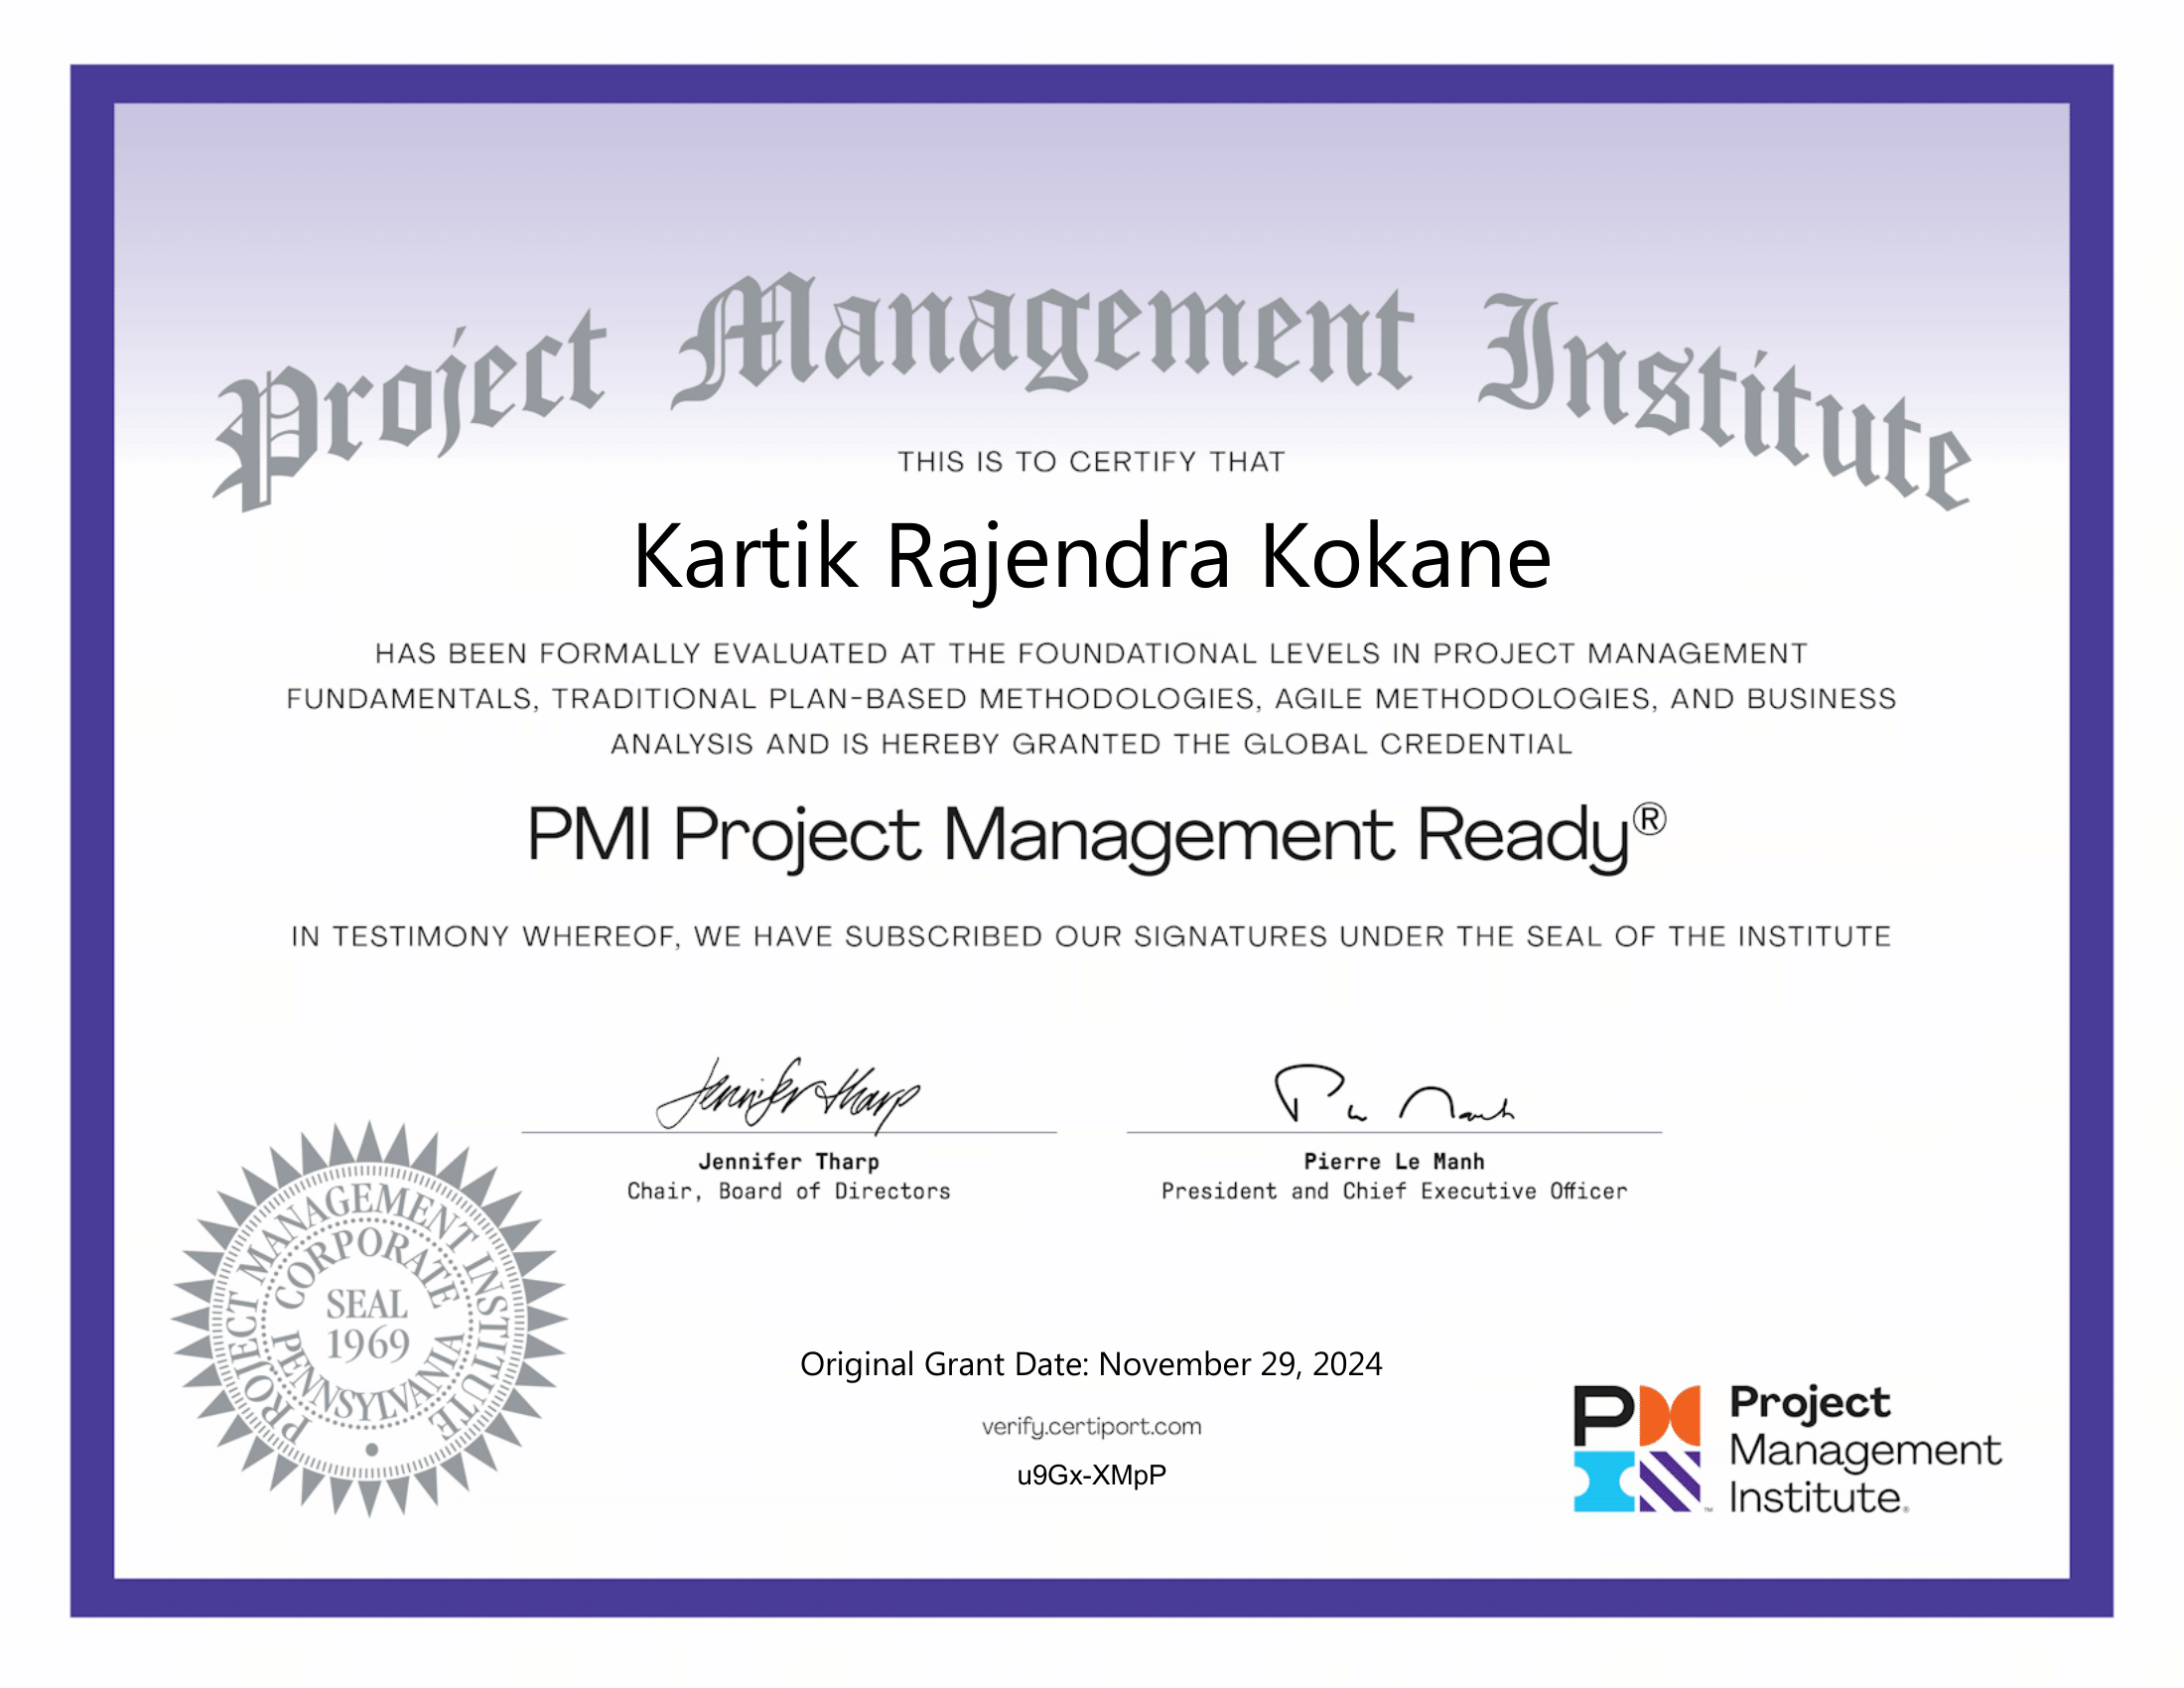 Project Management Institute
THIS IS TO CERTIFY THAT
Kartik Rajendra Kokane
HAS BEEN FORMALLY EVALUATED AT THE FOUNDATIONAL LEVELS IN PROJECT MANAGEMENT
FUNDAMENTALS, TRADITIONAL PLAN-BASED METHODOLOGIES, AGILE METHODOLOGIES, AND BUSINESS
ANALYSIS AND IS HEREBY GRANTED THE GLOBAL CREDENTIAL
PMI Project Management Ready®
IN TESTIMONY WHEREOF, WE HAVE SUBSCRIBED OUR SIGNATURES UNDER THE SEAL OF THE INSTITUTE
Jennifer Tharp
Jennifer Tharp
Chair, Board of Directors
P Le Manh
Pierre Le Manh
President and Chief Executive Officer
PROJECT MANAGEMENT INSTITUTE
CORPORATE
SEAL
1969
PENNSYLVANIA
Original Grant Date: November 29, 2024
verify.certiport.com
u9Gx-XMpP
PM
I
™
Project
Management
Institute®